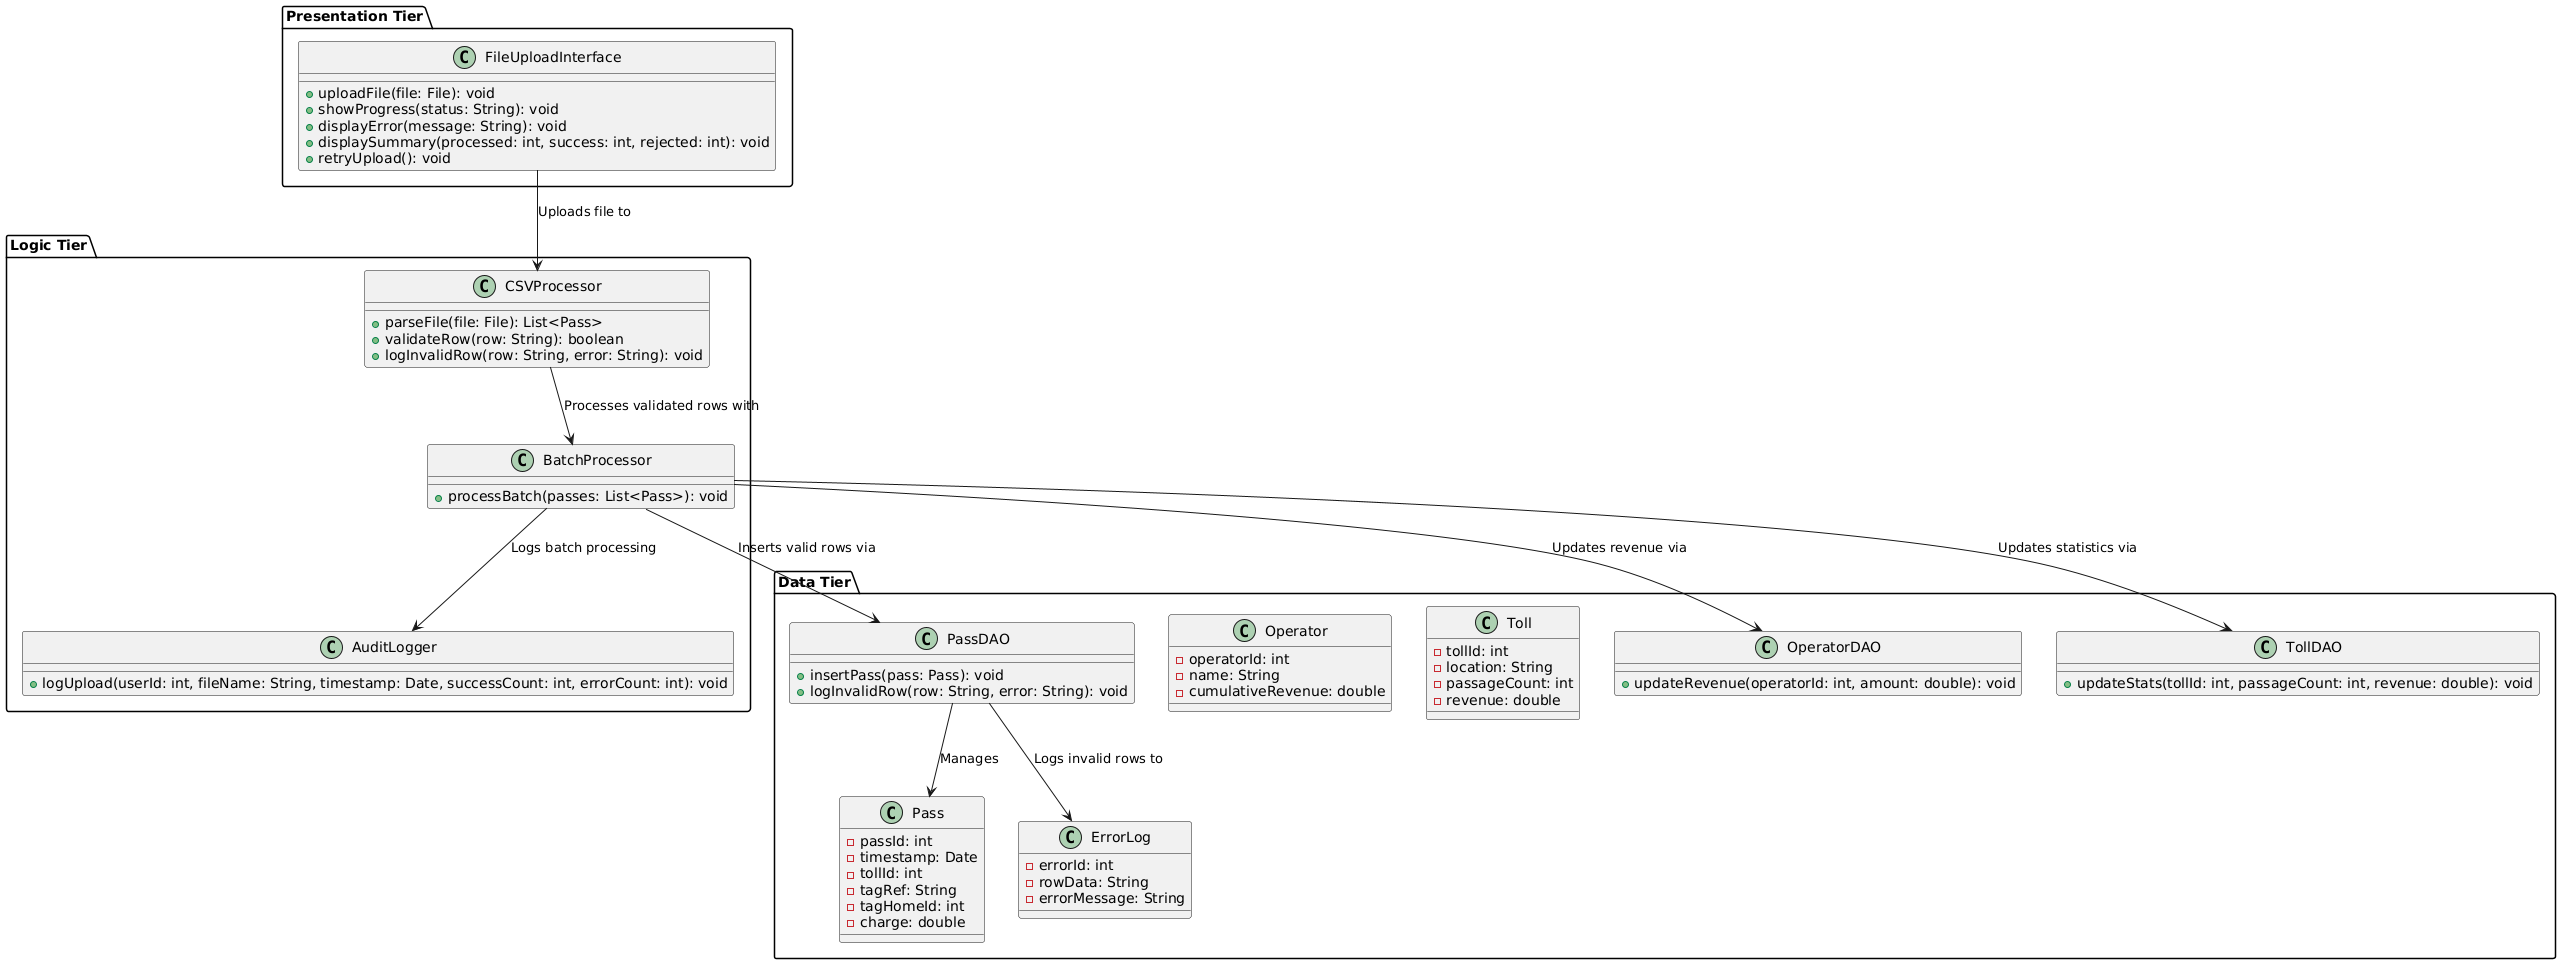 Presentation Tier
C FileUploadInterface
uploadFile(file: File): void
showProgress(status: String): void
displayError(message: String): void
displaySummary(processed: int, success: int, rejected: int): void
retryUpload(): void
Uploads file to
Logic Tier
C CSVProcessor
parseFile(file: File): List<Pass>
validateRow(row: String): boolean
logInvalidRow(row: String, error: String): void
Processes validated rows with
C BatchProcessor
processBatch(passes: List<Pass>): void
Logs batch processing
Inserts valid rows via
Updates revenue via
Updates statistics via
C AuditLogger
logUpload(userId: int, fileName: String, timestamp: Date, successCount: int, errorCount: int): void
Data Tier
C PassDAO
insertPass(pass: Pass): void
logInvalidRow(row: String, error: String): void
C Operator
operatorId: int
name: String
cumulativeRevenue: double
C Toll
tollId: int
location: String
passageCount: int
revenue: double
C OperatorDAO
updateRevenue(operatorId: int, amount: double): void
C TollDAO
updateStats(tollId: int, passageCount: int, revenue: double): void
Manages
Logs invalid rows to
C Pass
passId: int
timestamp: Date
tollId: int
tagRef: String
tagHomeId: int
charge: double
C ErrorLog
errorId: int
rowData: String
errorMessage: String